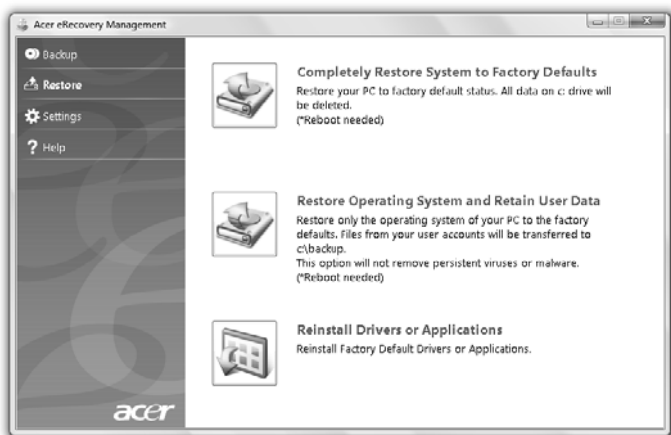 Acer eRecovery Management
Backup
Restore
Settings
Help
Completely Restore System to Factory Defaults
Restore your PC to factory default status. All data on c: drive will
be deleted.
(*Reboot needed)
Restore Operating System and Retain User Data
Restore only the operating system of your PC to the factory
defaults. Files from your user accounts will be transferred to
c:\backup.
This option will not remove persistent viruses or malware.
(*Reboot needed)
Reinstall Drivers or Applications
Reinstall Factory Default Drivers or Applications.
acer